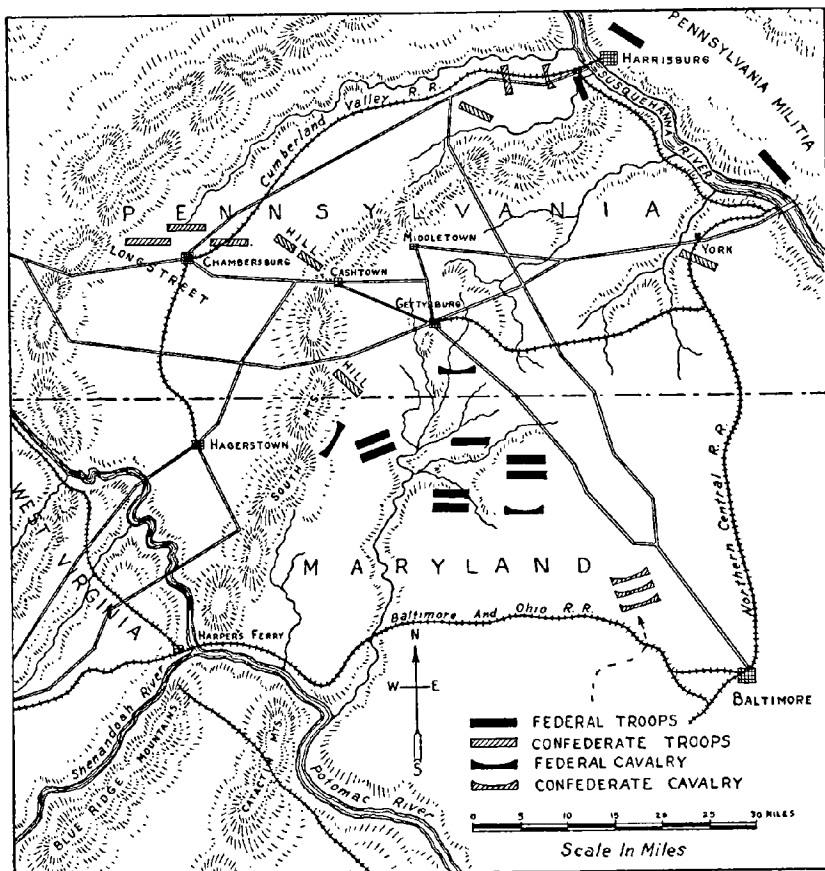 HARRISBURG
PENNSYLVANIA MILITIA
SUSQUEHANA RIVER
Cumberland Valley R.R.
PENNSYLVANIA
LONGSTREET
CHAMBERSBURG
HILL
CASHTOWN
MIDDLETOWN
GETTYSBURG
YORK
HILL
HAGERSTOWN
SOUTH MTS.
WEST VIRGINIA
MARYLAND
Northern Central R.R.
HARPERS FERRY
Baltimore And Ohio R.R.
BALTIMORE
Shenandoah River
BLUE RIDGE MOUNTAINS
Potomac River
N
W E
S
FEDERAL TROOPS
CONFEDERATE TROOPS
FEDERAL CAVALRY
CONFEDERATE CAVALRY
0 5 10 15 20 25 30 MILES
Scale In Miles